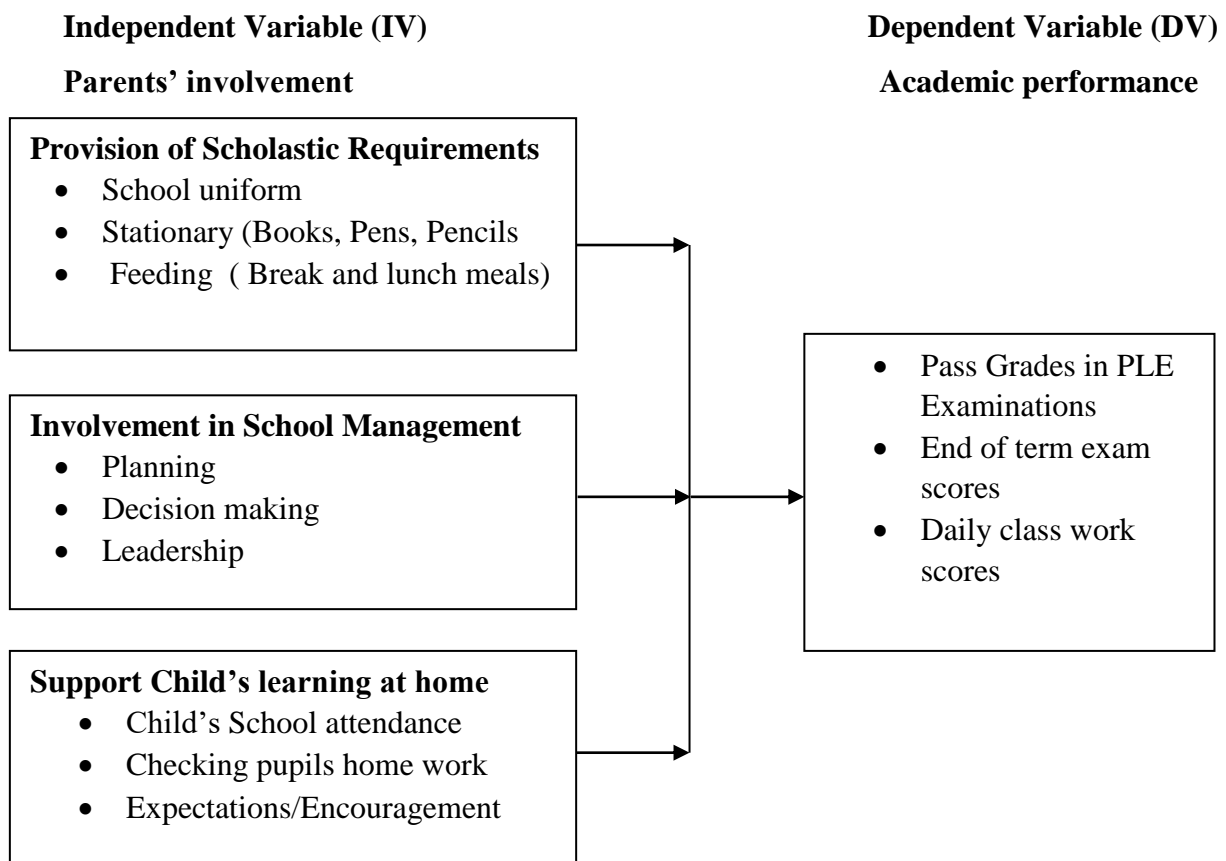 Independent Variable (IV)
Dependent Variable (DV)
Parents’ involvement
Academic performance
Provision of Scholastic Requirements
• School uniform
• Stationary (Books, Pens, Pencils
• Feeding ( Break and lunch meals)
Involvement in School Management
• Planning
• Decision making
• Leadership
Support Child’s learning at home
• Child’s School attendance
• Checking pupils home work
• Expectations/Encouragement
• Pass Grades in PLE
Examinations
• End of term exam
scores
• Daily class work
scores